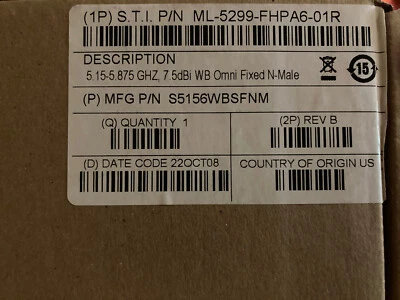 (1P) S.T.I. P/N ML-5299-FHPA6-01R
DESCRIPTION
5.15-5.875 GHZ, 7.5dBi WB Omni Fixed N-Male
15
(P) MFG P/N S5156WBSFNM
(Q) QUANTITY 1
(2P) REV B
(D) DATE CODE 22OCT08
COUNTRY OF ORIGIN US